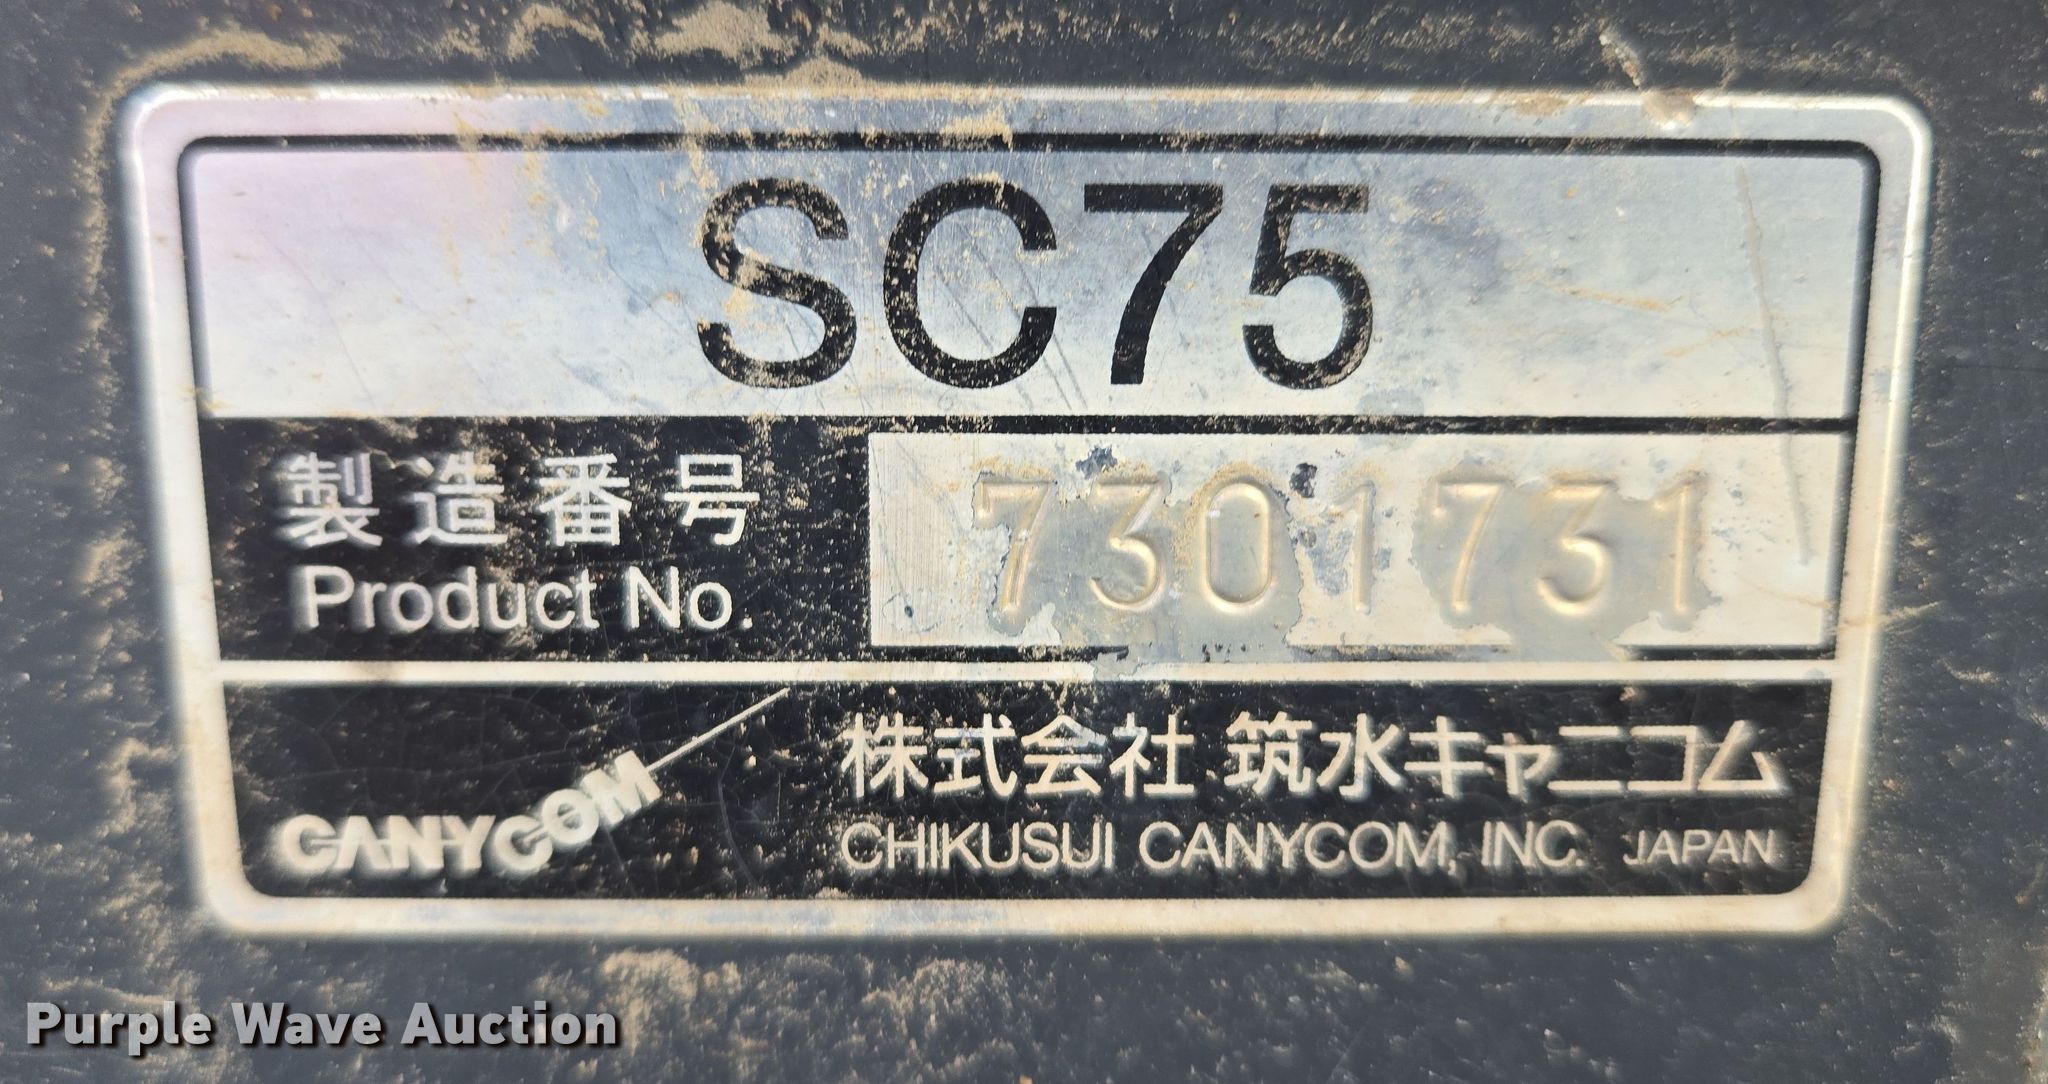 SC75
製造番号
Product No.
7301731
CANYCOM
株式会社 筑水キャニコム
CHIKUSUI CANYCOM, INC. JAPAN
Purple Wave Auction